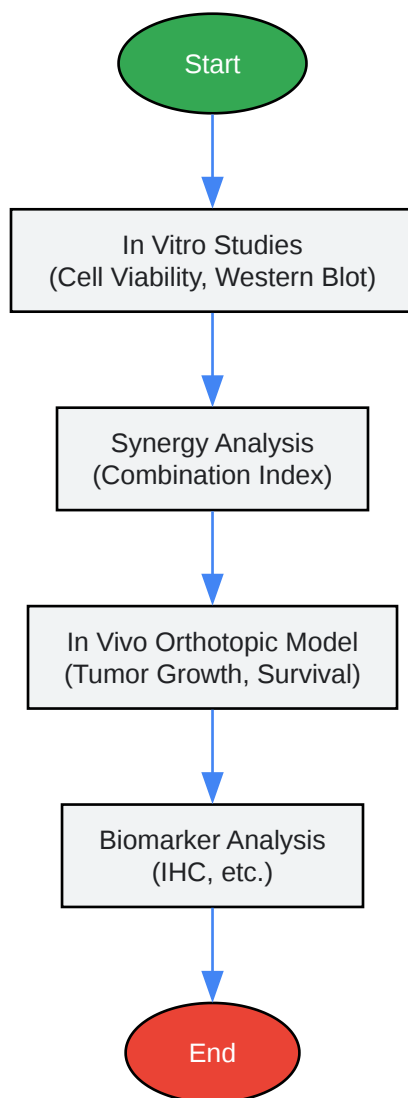 Start
In Vitro Studies
(Cell Viability, Western Blot)
Synergy Analysis
(Combination Index)
In Vivo Orthotopic Model
(Tumor Growth, Survival)
Biomarker Analysis
(IHC, etc.)
End